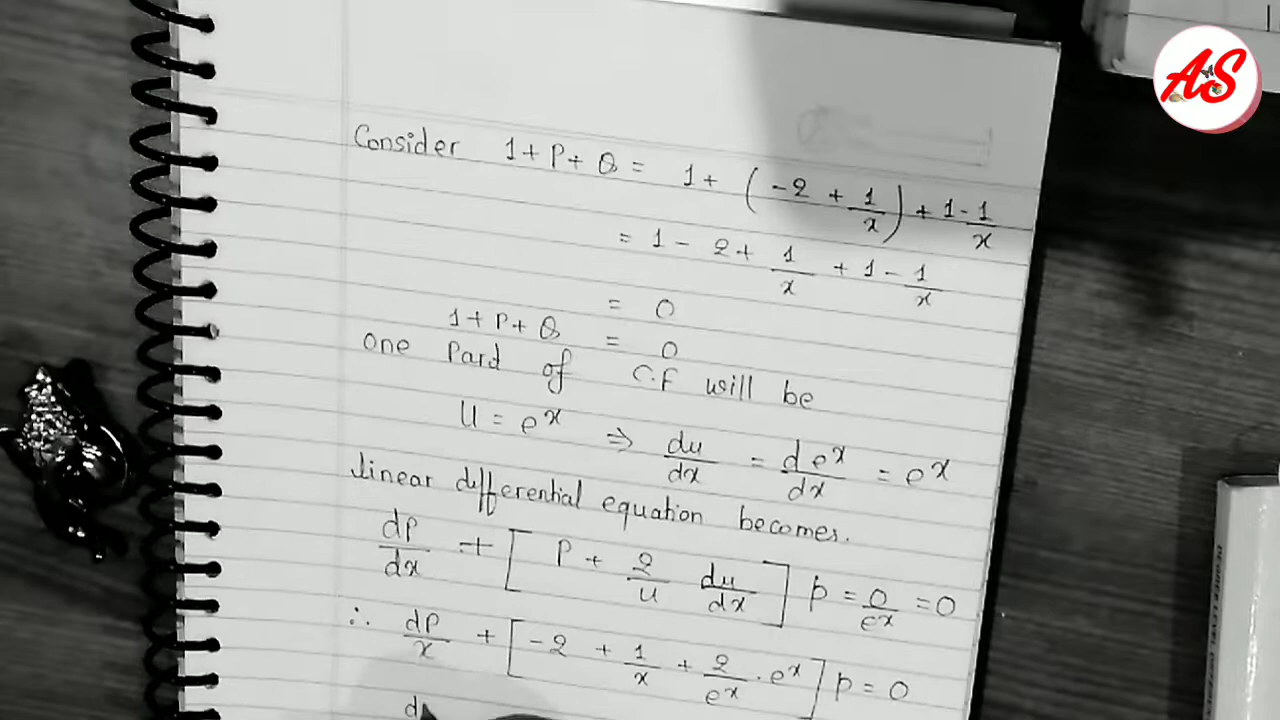 AS
Consider 1 + P + Q = 1 + ( -2 + 1/x ) + 1 - 1/x
= 1 - 2 + 1/x + 1 - 1/x
= 0
1 + P + Q = 0
one Pard of C.F will be
U = e^x ⇒ du/dx = de^x/dx = e^x
linear differential equation becomes.
dp/dx + [ P + 2/u du/dx ] p = 0/e^x = 0
∴ dp/x + [ -2 + 1/x + 2/e^x . e^x ] p = 0